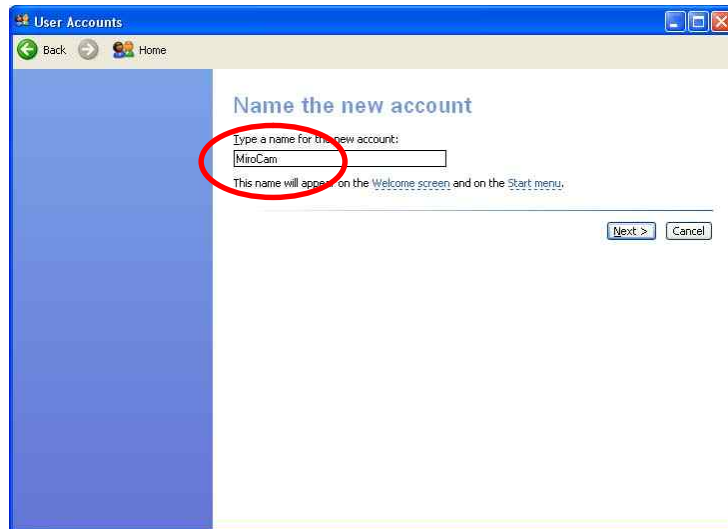 User Accounts
Back Home
Name the new account
Type a name for the new account:
MiroCam
This name will appear on the Welcome screen and on the Start menu.
Next > Cancel